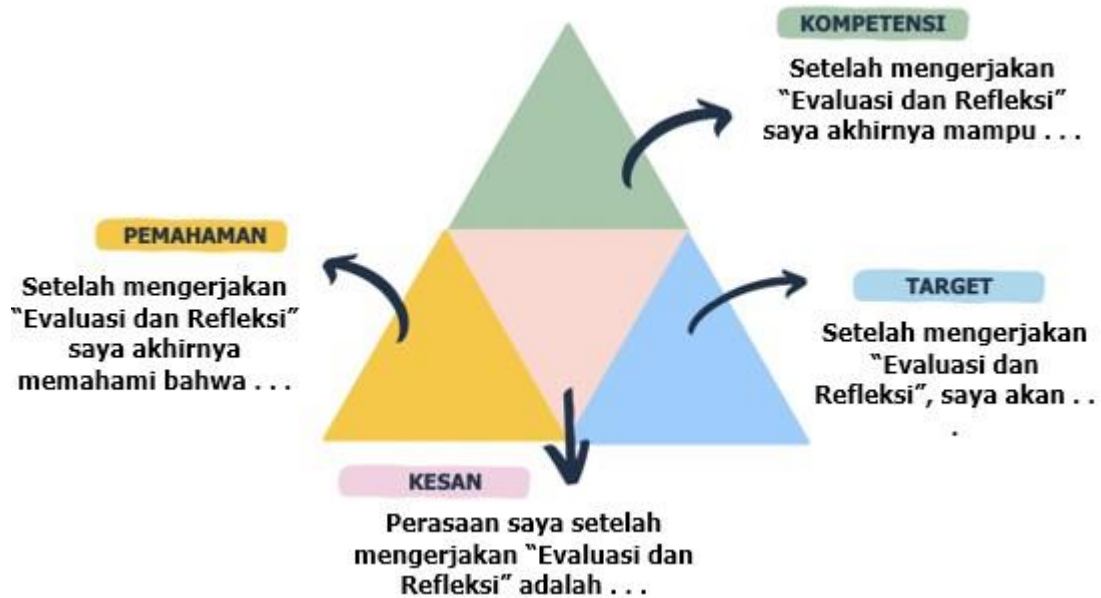 KOMPETENSI
Setelah mengerjakan
“Evaluasi dan Refleksi”
saya akhirnya mampu . . .
PEMAHAMAN
Setelah mengerjakan
“Evaluasi dan Refleksi”
saya akhirnya
memahami bahwa . . .
TARGET
Setelah mengerjakan
“Evaluasi dan
Refleksi”, saya akan . .
.
KESAN
Perasaan saya setelah
mengerjakan “Evaluasi dan
Refleksi” adalah . . .